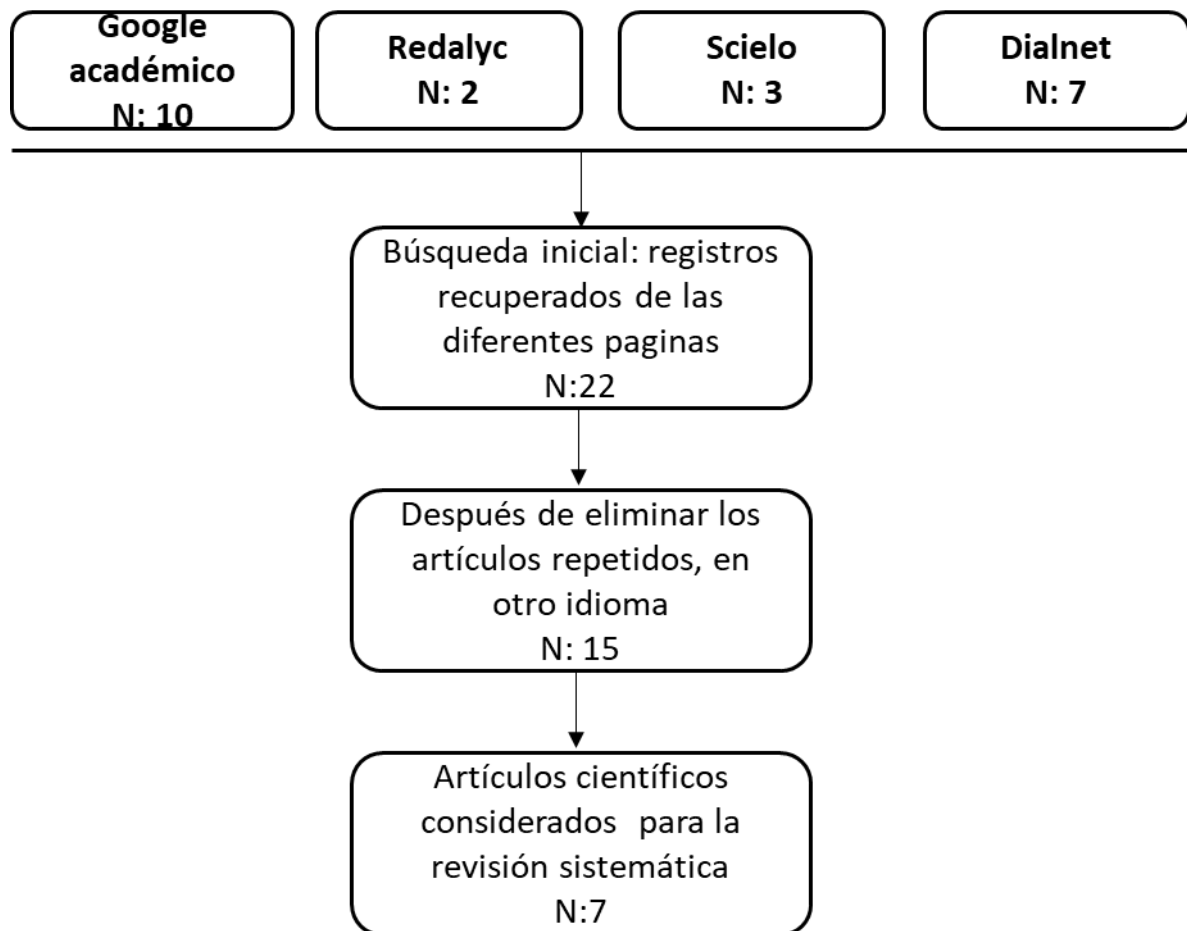 Google
académico
N: 10
Redalyc
N: 2
Scielo
N: 3
Dialnet
N: 7
Búsqueda inicial: registros
recuperados de las
diferentes paginas
N:22
Después de eliminar los
artículos repetidos, en
otro idioma
N: 15
Artículos científicos
considerados para la
revisión sistemática
N:7